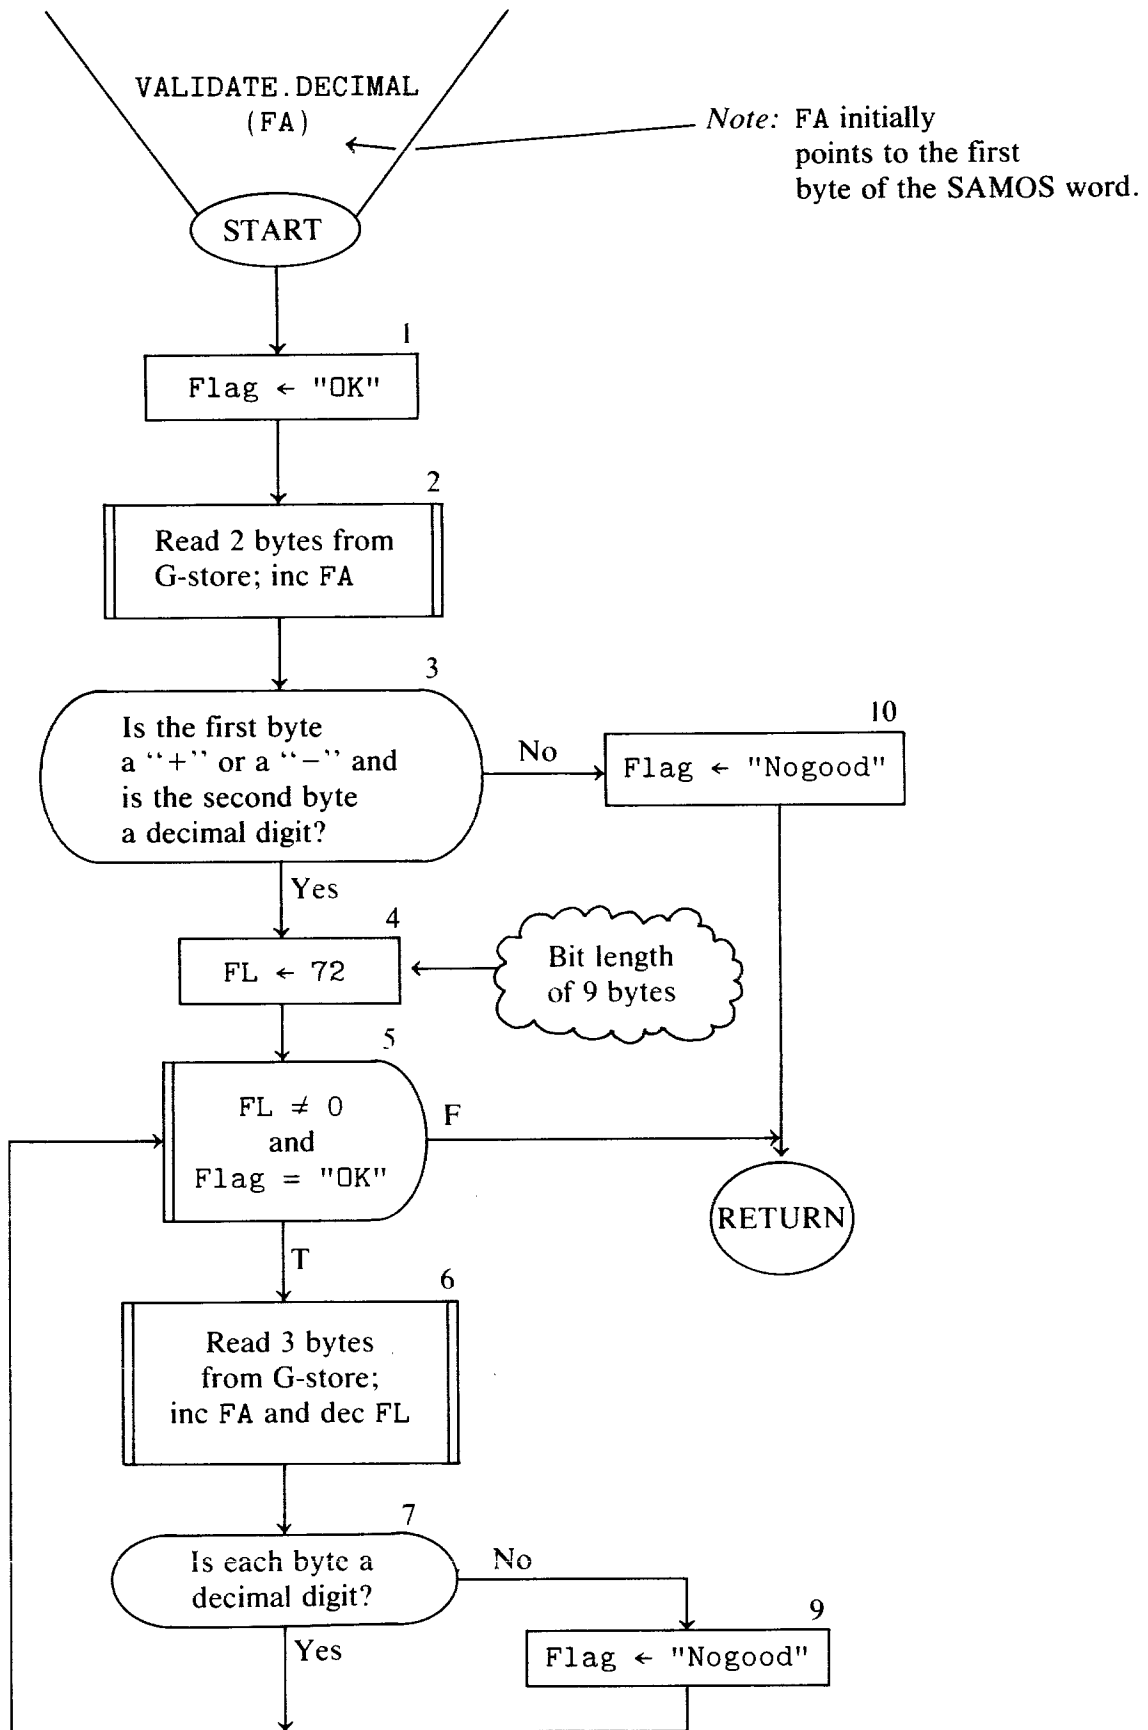 VALIDATE.DECIMAL
(FA)
Note: FA initially
points to the first
byte of the SAMOS word.
START
1
Flag ← "OK"
2
Read 2 bytes from
G-store; inc FA
3
Is the first byte
a “+” or a “−” and
is the second byte
a decimal digit?
No
10
Flag ← "Nogood"
Yes
4
FL ← 72
Bit length
of 9 bytes
5
FL ≠ 0
and
Flag = "OK"
F
RETURN
T
6
Read 3 bytes
from G-store;
inc FA and dec FL
7
Is each byte a
decimal digit?
No
Yes
9
Flag ← "Nogood"